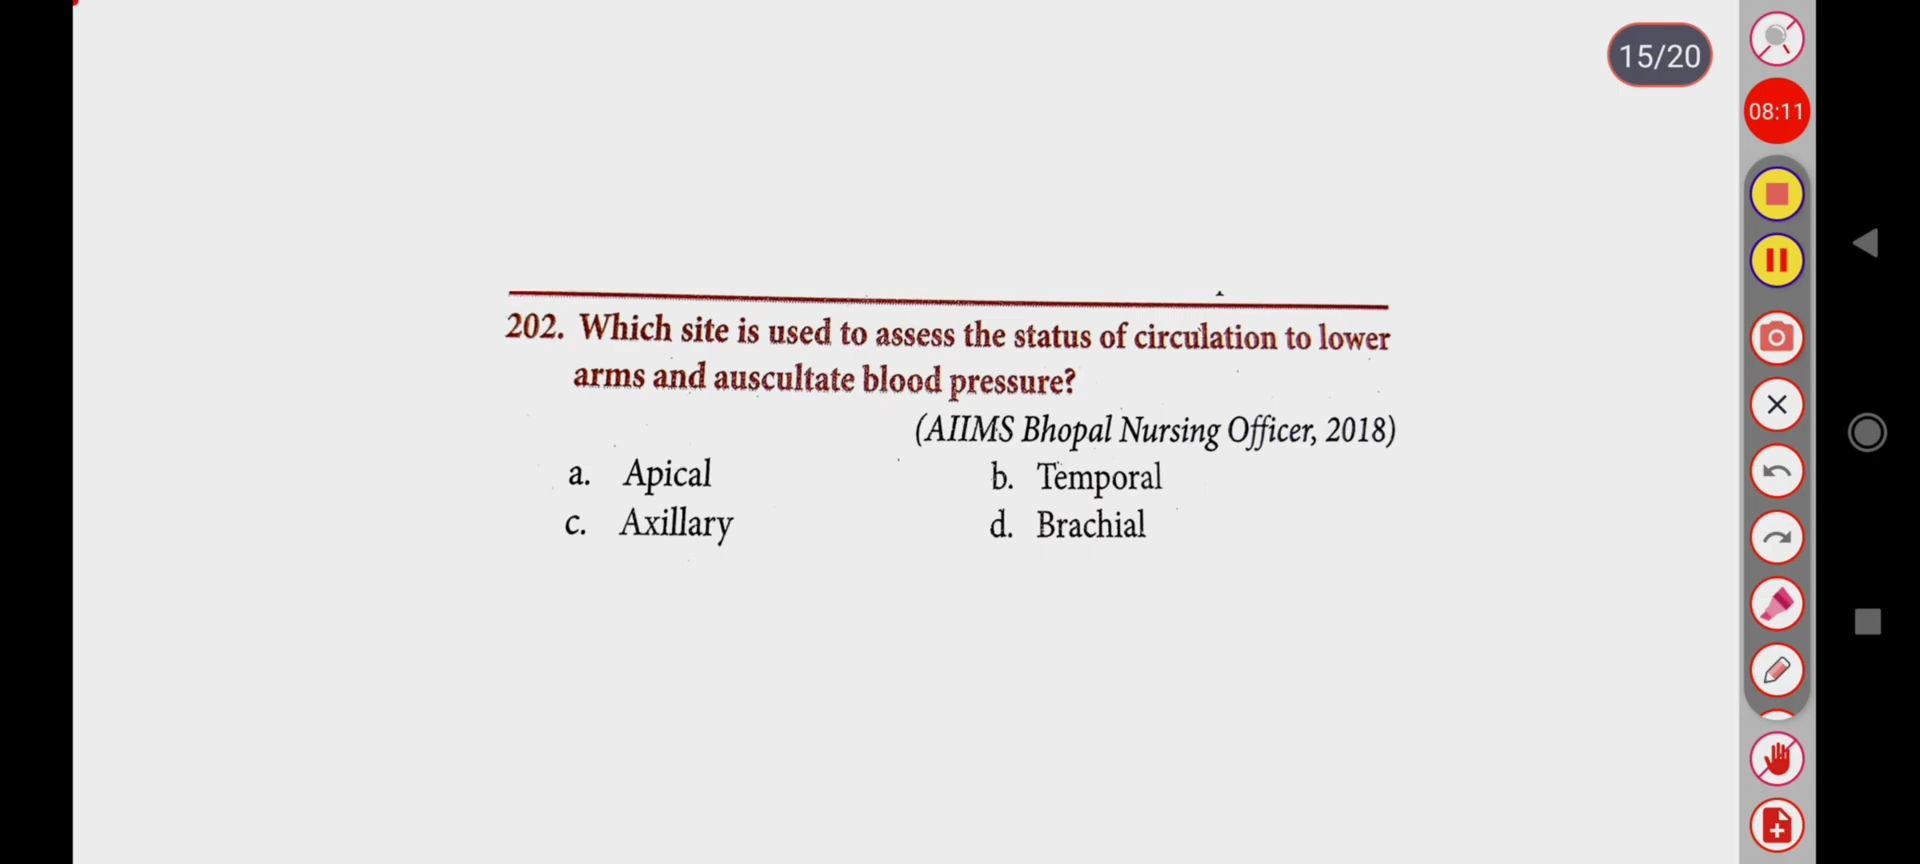 15/20
08:11
202. Which site is used to assess the status of circulation to lower
arms and auscultate blood pressure?
(AIIMS Bhopal Nursing Officer, 2018)
a. Apical b. Temporal
c. Axillary d. Brachial